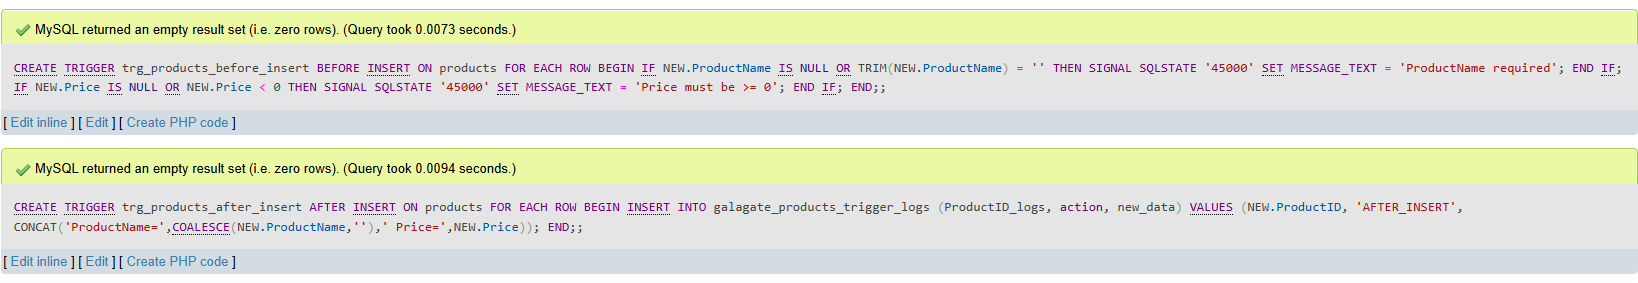 MySQL returned an empty result set (i.e. zero rows). (Query took 0.0073 seconds.)
CREATE TRIGGER trg_products_before_insert BEFORE INSERT ON products FOR EACH ROW BEGIN IF NEW.ProductName IS NULL OR TRIM(NEW.ProductName) = '' THEN SIGNAL SQLSTATE '45000' SET MESSAGE_TEXT = 'ProductName required'; END IF;
IF NEW.Price IS NULL OR NEW.Price < 0 THEN SIGNAL SQLSTATE '45000' SET MESSAGE_TEXT = 'Price must be >= 0'; END IF; END;;
[ Edit inline ] [ Edit ] [ Create PHP code ]
MySQL returned an empty result set (i.e. zero rows). (Query took 0.0094 seconds.)
CREATE TRIGGER trg_products_after_insert AFTER INSERT ON products FOR EACH ROW BEGIN INSERT INTO galagate_products_trigger_logs (ProductID_logs, action, new_data) VALUES (NEW.ProductID, 'AFTER_INSERT',
CONCAT('ProductName=',COALESCE(NEW.ProductName,''),' Price=',NEW.Price)); END;;
[ Edit inline ] [ Edit ] [ Create PHP code ]